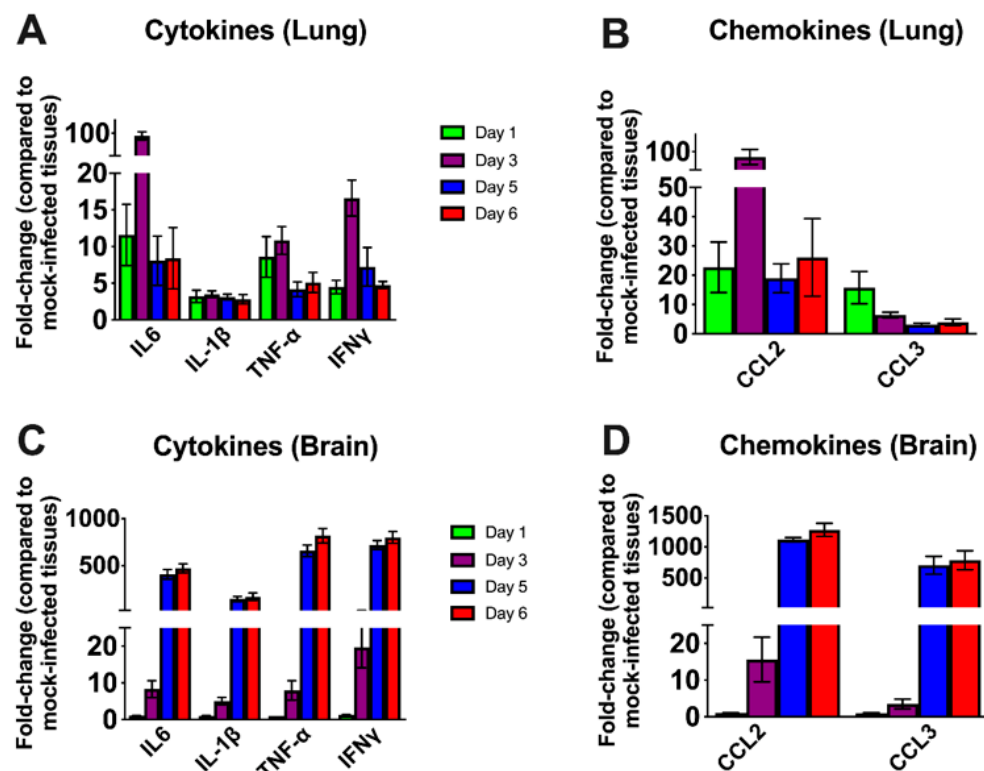 A
Cytokines (Lung)
Fold-change (compared to
mock-infected tissues)
100
20
15
10
5
0
IL6
IL-1β
TNF-α
IFNγ
Day 1
Day 3
Day 5
Day 6
B
Chemokines (Lung)
Fold-change (compared to
mock-infected tissues)
100
50
40
30
20
10
0
CCL2
CCL3
C
Cytokines (Brain)
Fold-change (compared to
mock-infected tissues)
1000
500
20
10
0
IL6
IL-1β
TNF-α
IFNγ
Day 1
Day 3
Day 5
Day 6
D
Chemokines (Brain)
Fold-change (compared to
mock-infected tissues)
1500
1000
500
20
10
0
CCL2
CCL3